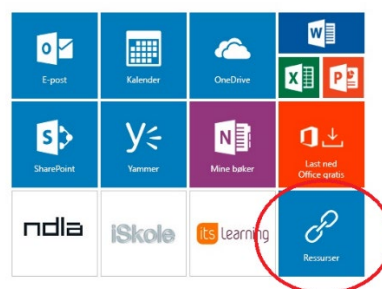 E-post
Kalender
OneDrive
SharePoint
Yammer
Mine bøker
Last ned
Office gratis
ndla
iSkole
its learning
Ressurser